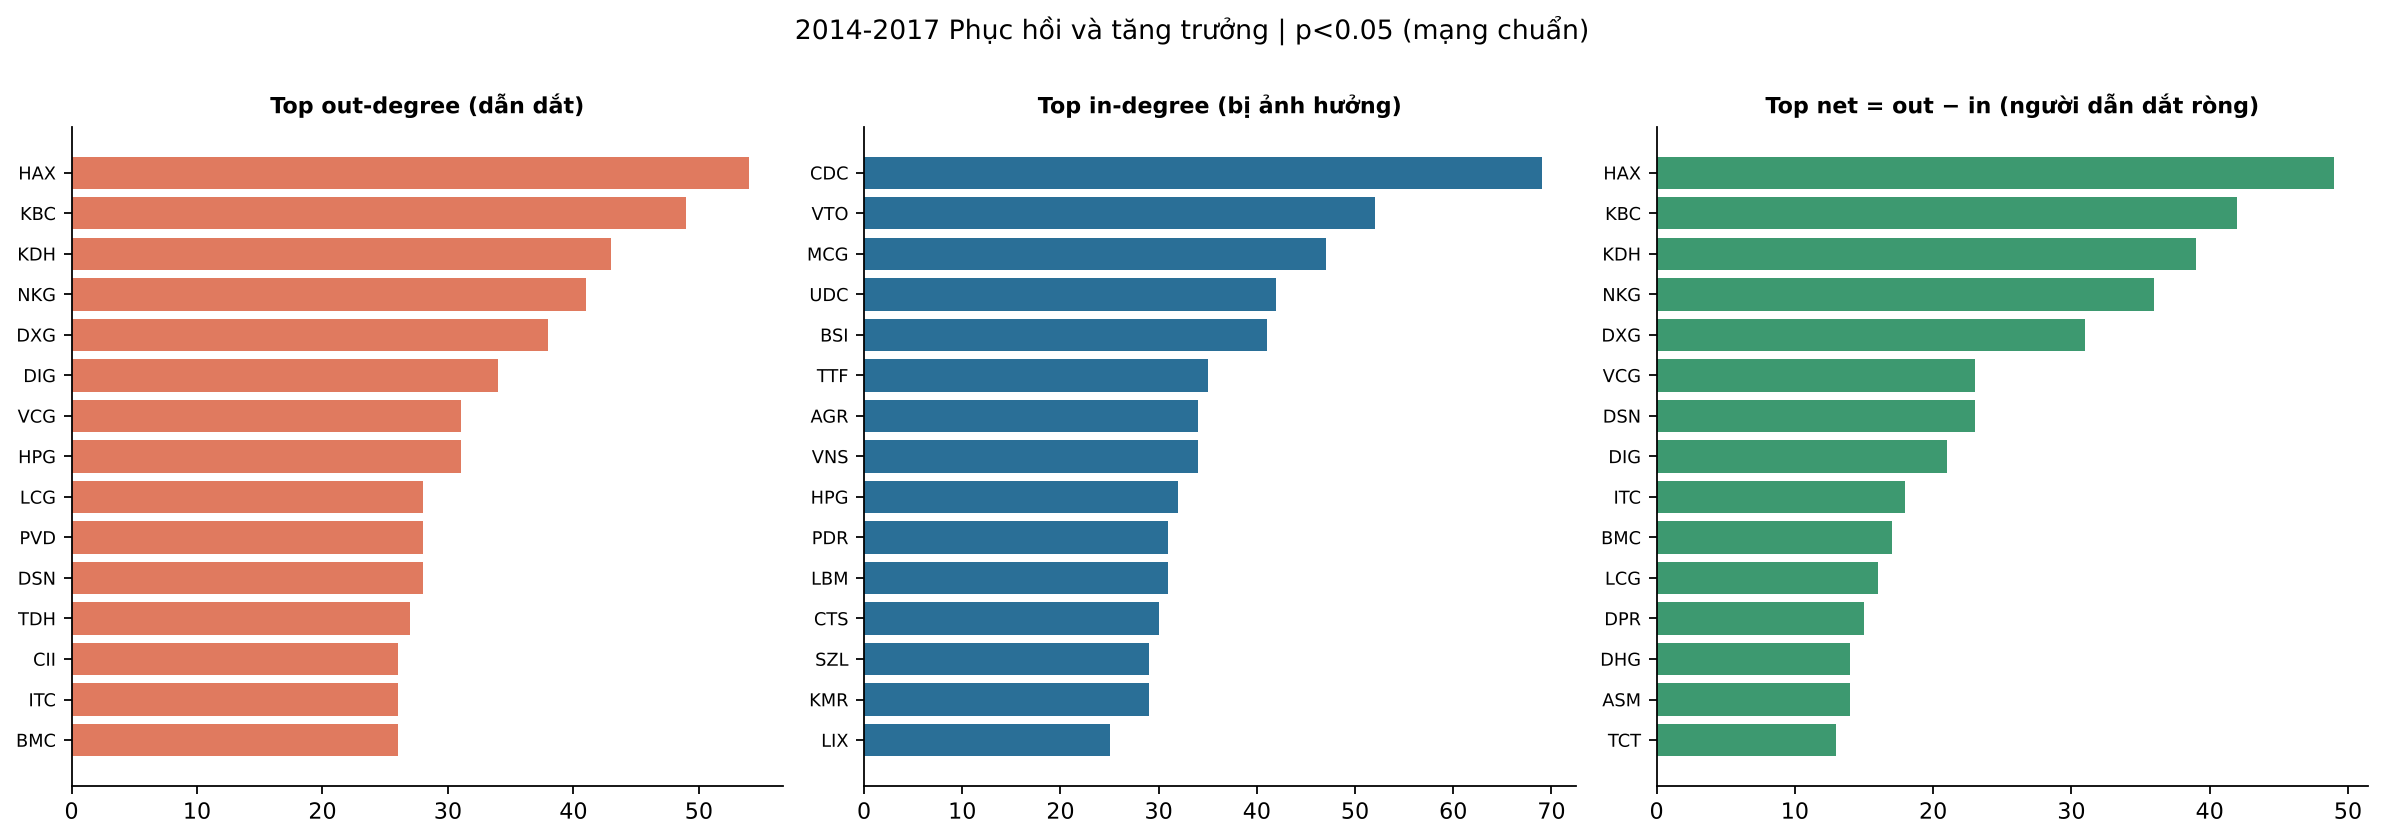 2014-2017 Phục hồi và tăng trưởng | p<0.05 (mạng chuẩn)
Top out-degree (dẫn dắt)
HAX
KBC
KDH
NKG
DXG
DIG
VCG
HPG
LCG
PVD
DSN
TDH
CII
ITC
BMC
0 10 20 30 40 50
Top in-degree (bị ảnh hưởng)
CDC
VTO
MCG
UDC
BSI
TTF
AGR
VNS
HPG
PDR
LBM
CTS
SZL
KMR
LIX
0 10 20 30 40 50 60 70
Top net = out − in (người dẫn dắt ròng)
HAX
KBC
KDH
NKG
DXG
VCG
DSN
DIG
ITC
BMC
LCG
DPR
DHG
ASM
TCT
0 10 20 30 40 50